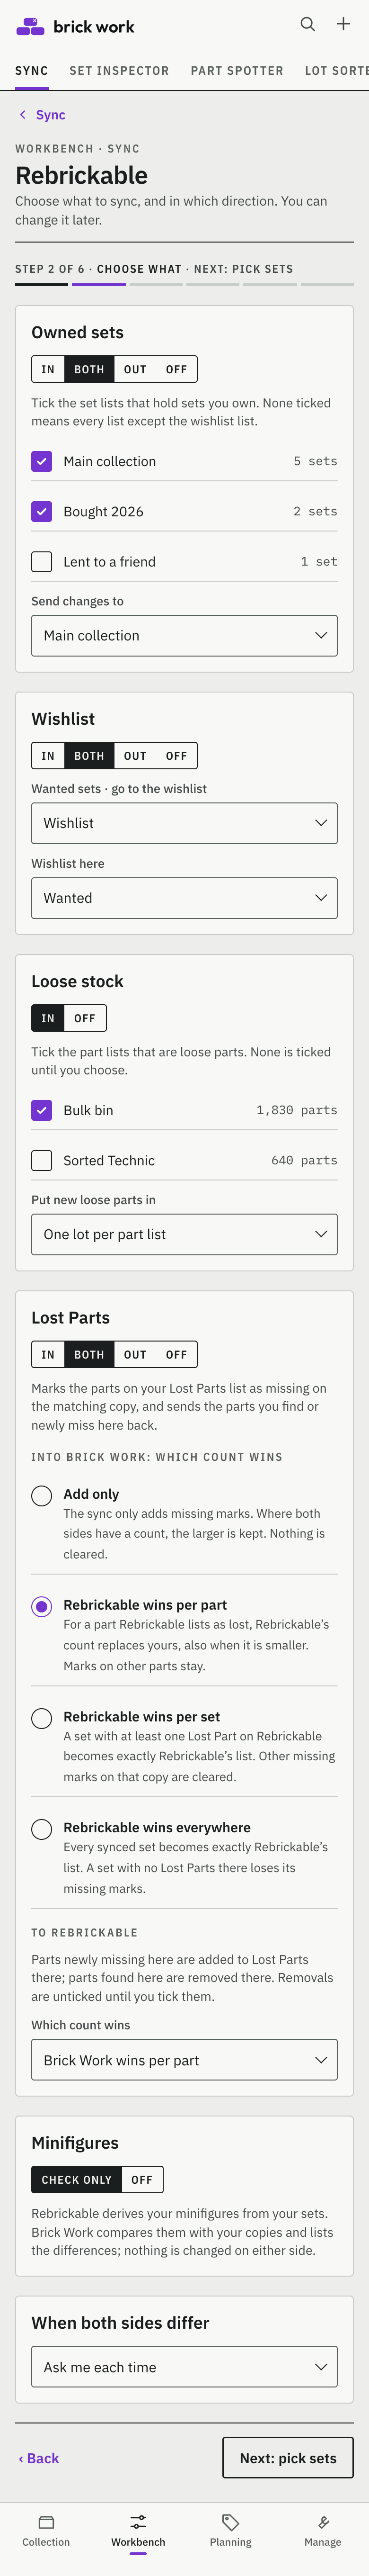 brick work
SYNC SET INSPECTOR PART SPOTTER LOT SORTE
Sync
WORKBENCH · SYNC
Rebrickable
Choose what to sync, and in which direction. You can
change it later.
STEP 2 OF 6 · CHOOSE WHAT · NEXT: PICK SETS
Owned sets
IN BOTH OUT OFF
Tick the set lists that hold sets you own. None ticked
means every list except the wishlist list.
Main collection 5 sets
Bought 2026 2 sets
Lent to a friend 1 set
Send changes to
Main collection
Wishlist
IN BOTH OUT OFF
Wanted sets · go to the wishlist
Wishlist
Wishlist here
Wanted
Loose stock
IN OFF
Tick the part lists that are loose parts. None is ticked
until you choose.
Bulk bin 1,830 parts
Sorted Technic 640 parts
Put new loose parts in
One lot per part list
Lost Parts
IN BOTH OUT OFF
Marks the parts on your Lost Parts list as missing on
the matching copy, and sends the parts you find or
newly miss here back.
INTO BRICK WORK: WHICH COUNT WINS
Add only
The sync only adds missing marks. Where both
sides have a count, the larger is kept. Nothing is
cleared.
Rebrickable wins per part
For a part Rebrickable lists as lost, Rebrickable’s
count replaces yours, also when it is smaller.
Marks on other parts stay.
Rebrickable wins per set
A set with at least one Lost Part on Rebrickable
becomes exactly Rebrickable’s list. Other missing
marks on that copy are cleared.
Rebrickable wins everywhere
Every synced set becomes exactly Rebrickable’s
list. A set with no Lost Parts there loses its
missing marks.
TO REBRICKABLE
Parts newly missing here are added to Lost Parts
there; parts found here are removed there. Removals
are unticked until you tick them.
Which count wins
Brick Work wins per part
Minifigures
CHECK ONLY OFF
Rebrickable derives your minifigures from your sets.
Brick Work compares them with your copies and lists
the differences; nothing is changed on either side.
When both sides differ
Ask me each time
‹ Back Next: pick sets
Collection Workbench Planning Manage